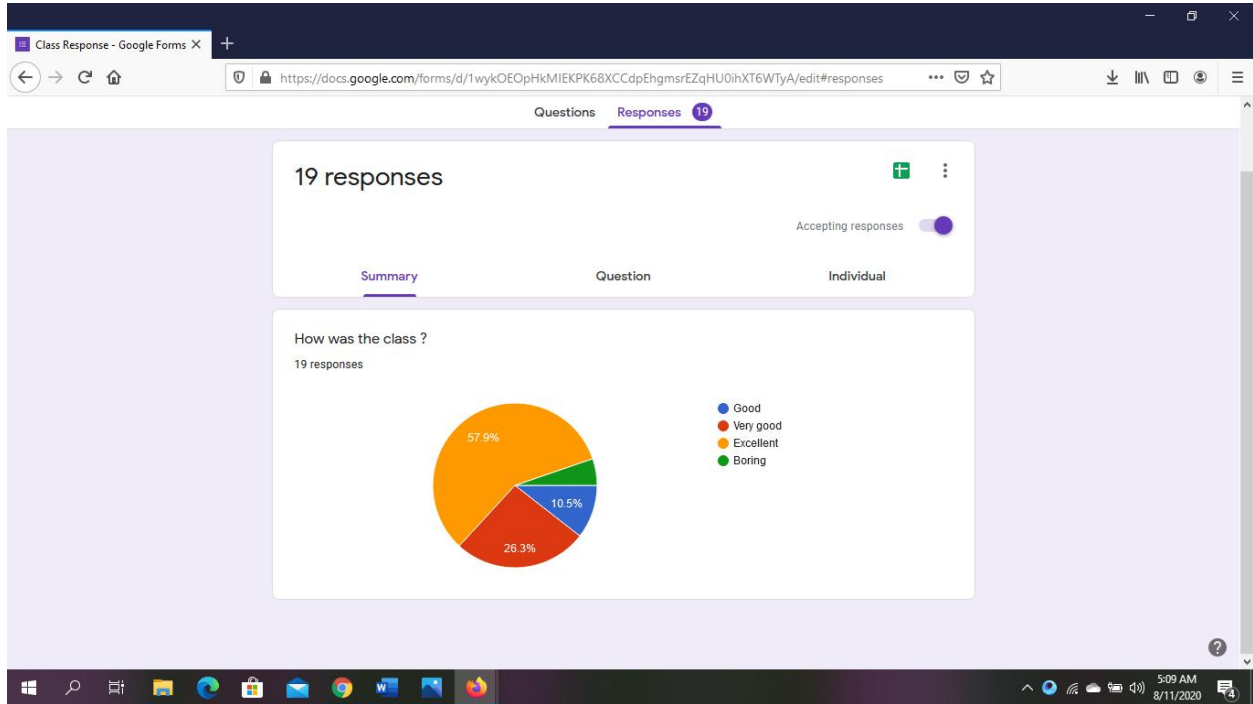 Class Response - Google Forms
https://docs.google.com/forms/d/1wykOEOpHkMIEKPK68XCCdpEhgmsrEZqHU0ihXT6WTyA/edit#responses
Questions Responses 19
19 responses
Accepting responses
Summary Question Individual
How was the class ?
19 responses
Good
Very good
Excellent
Boring
57.9%
10.5%
26.3%
5:09 AM
8/11/2020
4